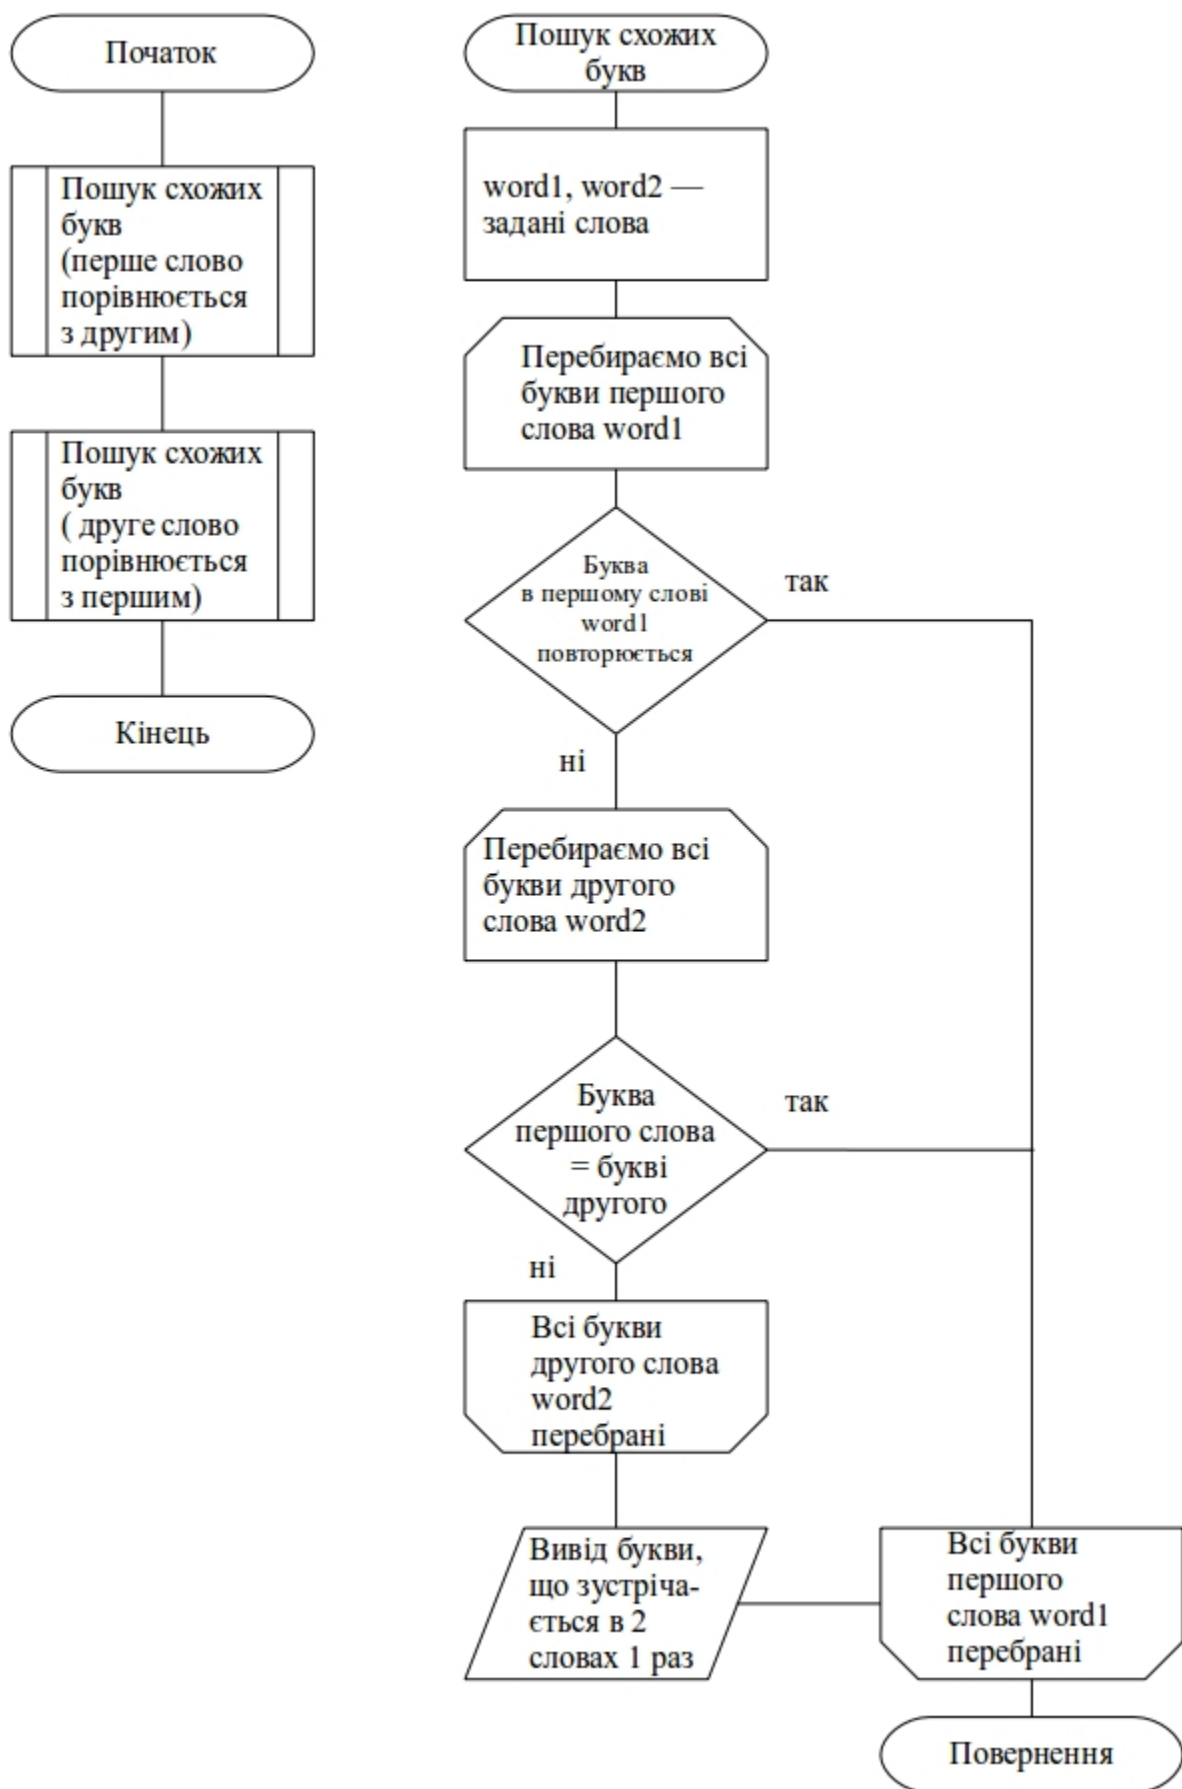 Початок
Пошук схожих
букв
(перше слово
порівнюється
з другим)
Пошук схожих
букв
( друге слово
порівнюється
з першим)
Кінець
Пошук схожих
букв
word1, word2 —
задані слова
Перебираємо всі
букви першого
слова word1
Буква
в першому слові
word1
повторюється
так
ні
Перебираємо всі
букви другого
слова word2
Буква
першого слова
= букві
другого
так
ні
Всі букви
другого слова
word2
перебрані
Вивід букви,
що зустріча-
ється в 2
словах 1 раз
Всі букви
першого
слова word1
перебрані
Повернення